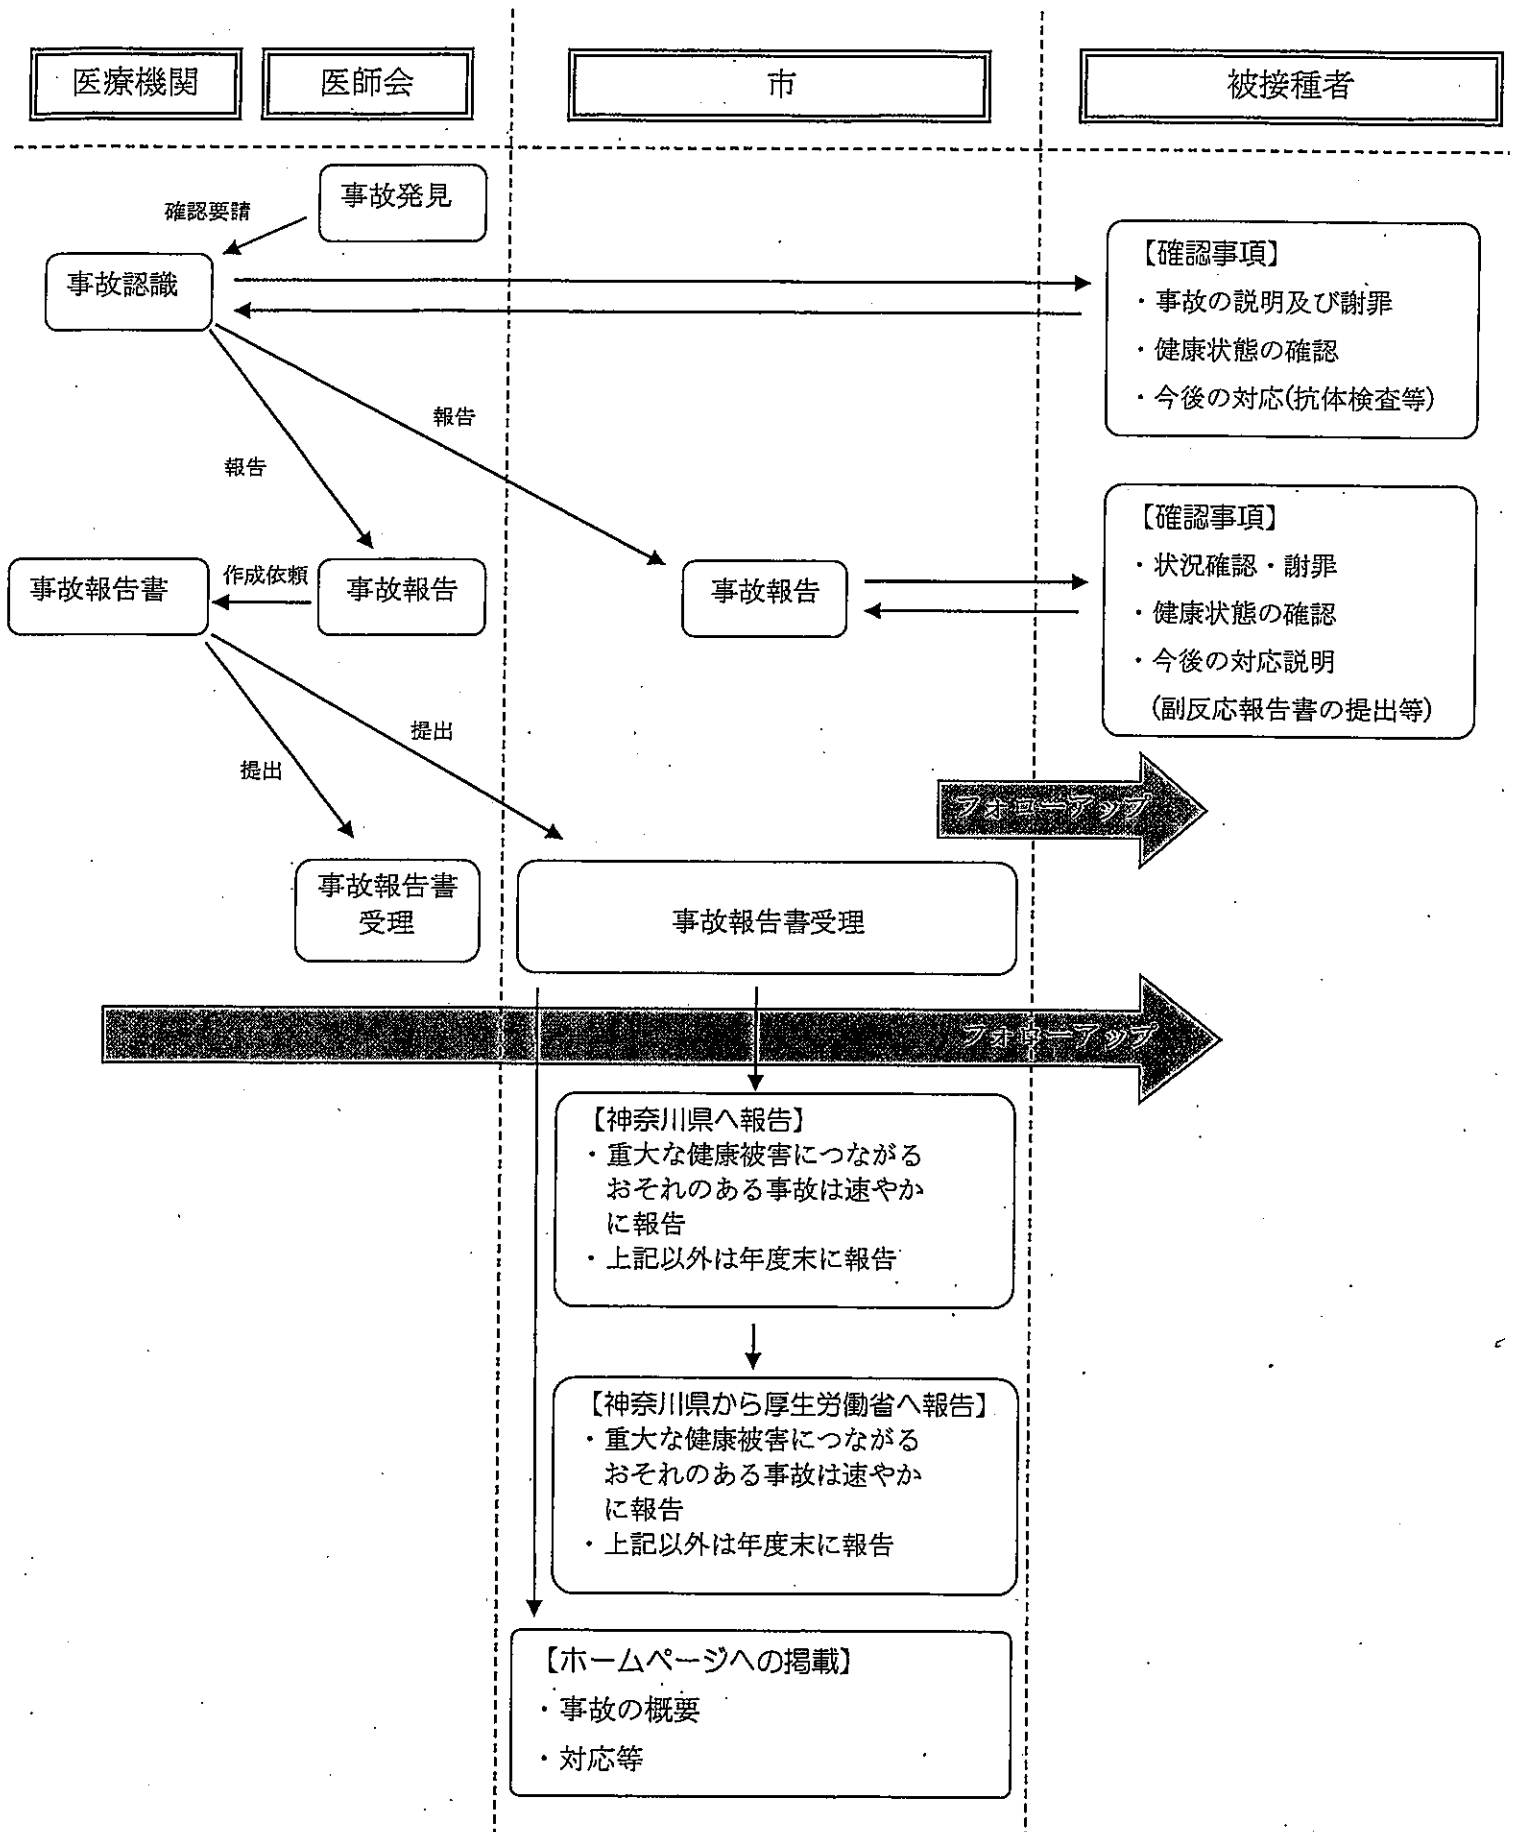 医療機関
医師会
市
被接種者
事故発見
確認要請
事故認識
【確認事項】
・事故の説明及び謝罪
・健康状態の確認
・今後の対応(抗体検査等)
報告
報告
【確認事項】
・状況確認・謝罪
・健康状態の確認
・今後の対応説明
(副反応報告書の提出等)
事故報告書
作成依頼
事故報告
事故報告
提出
提出
フォローアップ
事故報告書
受理
事故報告書受理
フォローアップ
【神奈川県へ報告】
・重大な健康被害につながる
おそれのある事故は速やか
に報告
・上記以外は年度末に報告
【神奈川県から厚生労働省へ報告】
・重大な健康被害につながる
おそれのある事故は速やか
に報告
・上記以外は年度末に報告
【ホームページへの掲載】
・事故の概要
・対応等